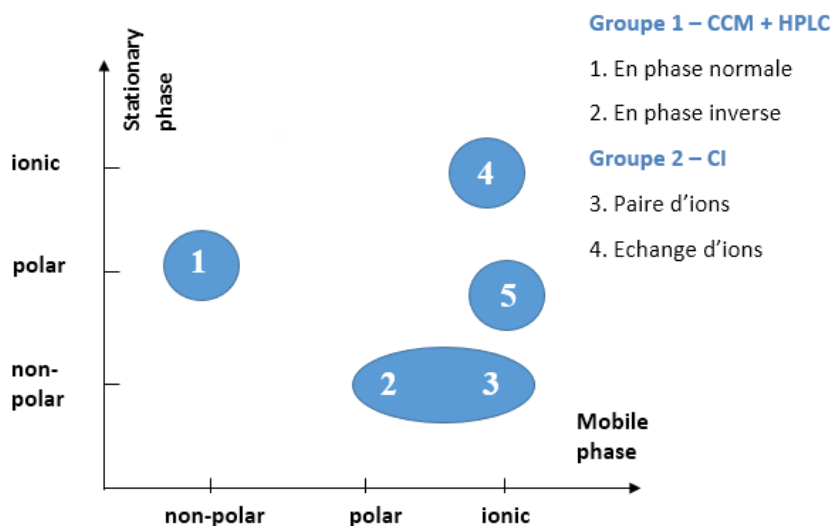 Stationary
phase
ionic
polar
non-
polar
1
4
5
2
3
Mobile
phase
non-polar
polar
ionic
Groupe 1 – CCM + HPLC
1. En phase normale
2. En phase inverse
Groupe 2 – CI
3. Paire d’ions
4. Echange d’ions